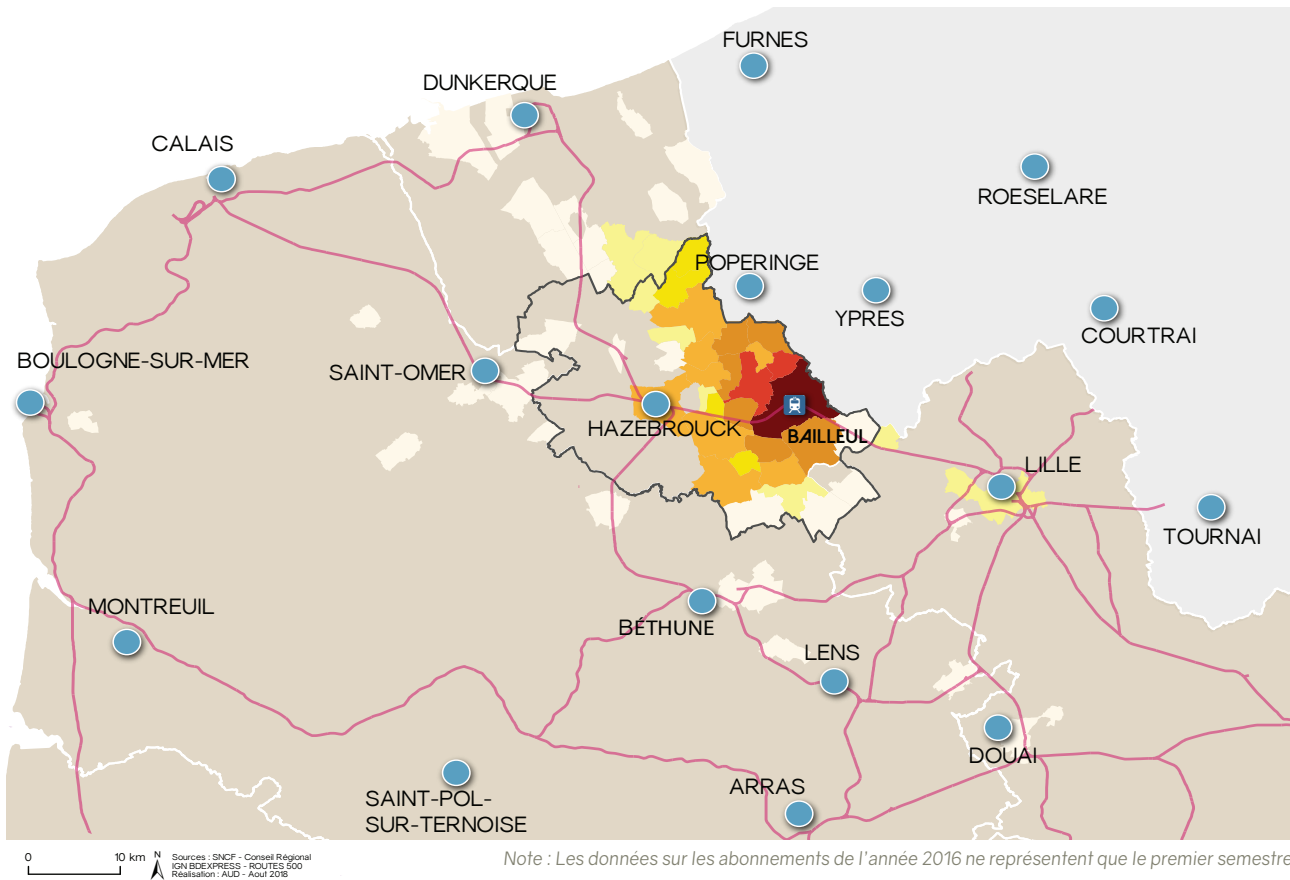 FURNES
DUNKERQUE
CALAIS
ROESELARE
POPERINGE
YPRES
COURTRAI
BOULOGNE-SUR-MER
SAINT-OMER
HAZEBROUCK
BAILLEUL
LILLE
TOURNAI
MONTREUIL
BÉTHUNE
LENS
DOUAI
ARRAS
SAINT-POL-
SUR-TERNOISE
0 10 km
N
Sources : SNCF - Conseil Régional
IGN BDEXPRESS - ROUTES 500
Réalisation : AUD - Aout 2018
Note : Les données sur les abonnements de l'année 2016 ne représentent que le premier semestre